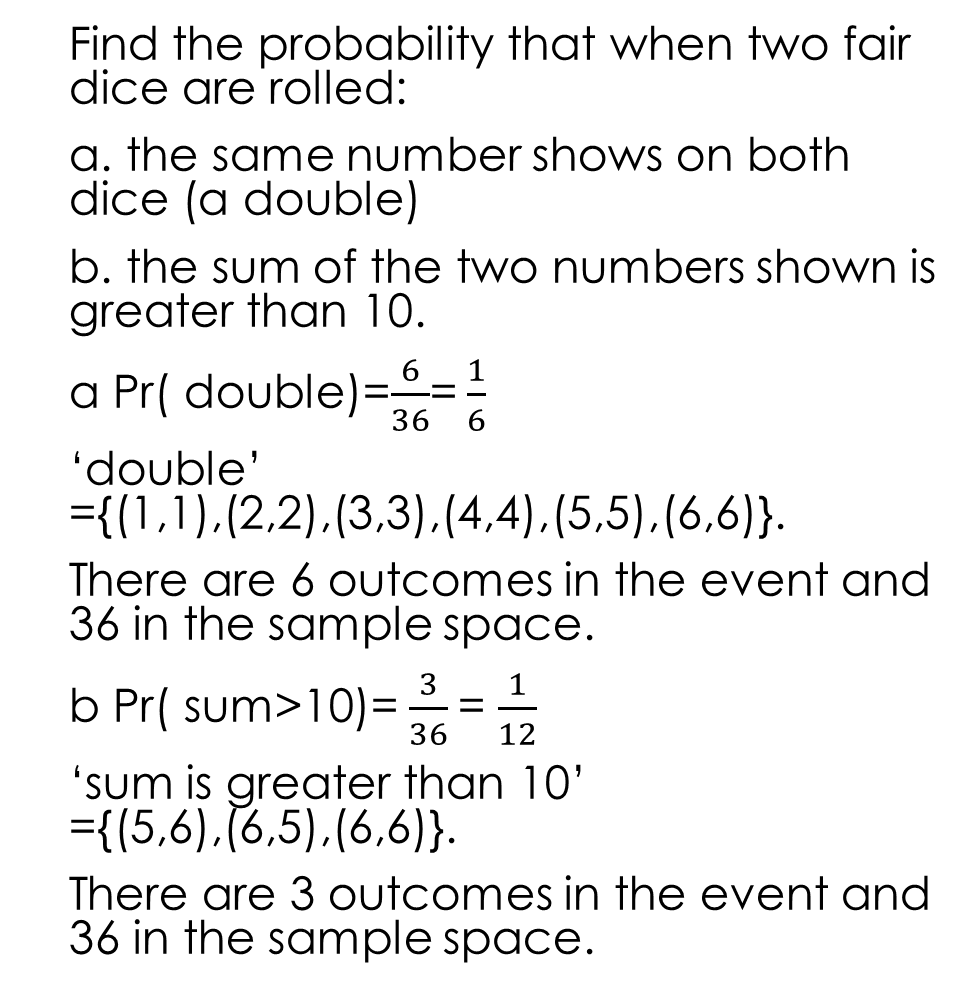 Find the probability that when two fair
dice are rolled:
a. the same number shows on both
dice (a double)
b. the sum of the two numbers shown is
greater than 10.
a Pr( double)=6/36=1/6
‘double’
={(1,1),(2,2),(3,3),(4,4),(5,5),(6,6)}.
There are 6 outcomes in the event and
36 in the sample space.
b Pr( sum>10)=3/36=1/12
‘sum is greater than 10’
={(5,6),(6,5),(6,6)}.
There are 3 outcomes in the event and
36 in the sample space.